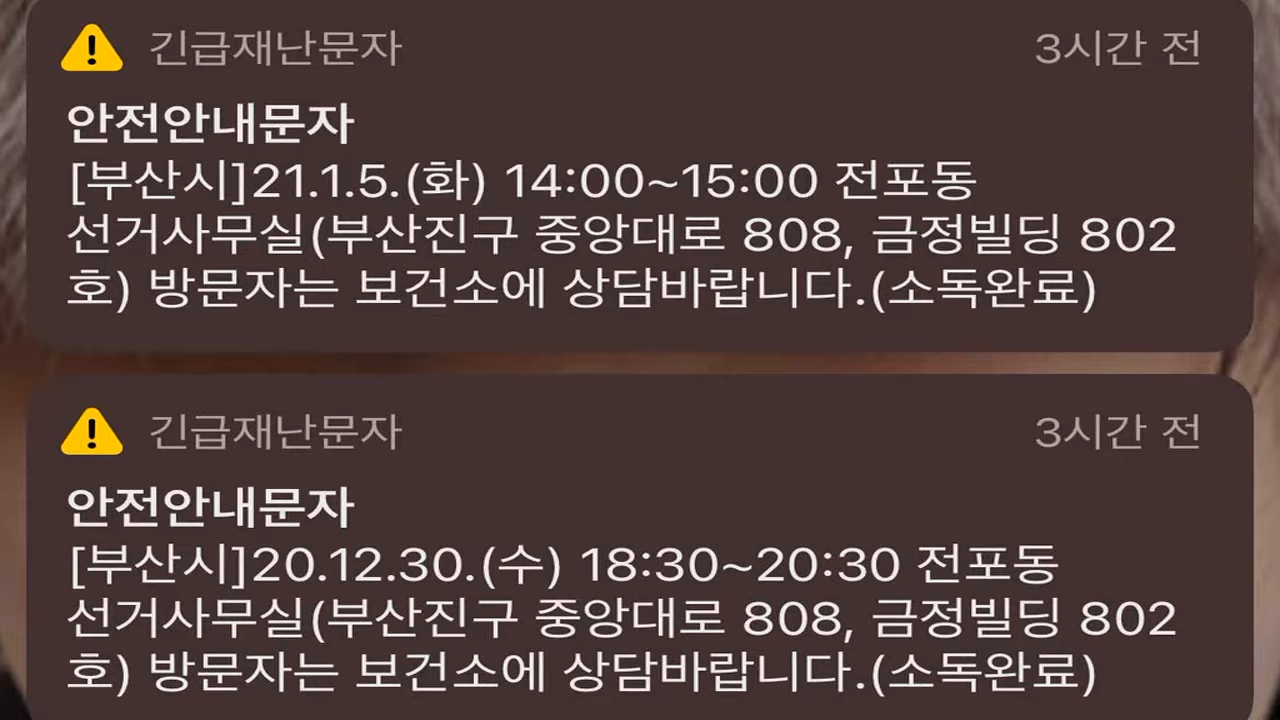 긴급재난문자 3시간 전
안전안내문자
[부산시]21.1.5.(화) 14:00~15:00 전포동
선거사무실(부산진구 중앙대로 808, 금정빌딩 802
호) 방문자는 보건소에 상담바랍니다.(소독완료)
긴급재난문자 3시간 전
안전안내문자
[부산시]20.12.30.(수) 18:30~20:30 전포동
선거사무실(부산진구 중앙대로 808, 금정빌딩 802
호) 방문자는 보건소에 상담바랍니다.(소독완료)